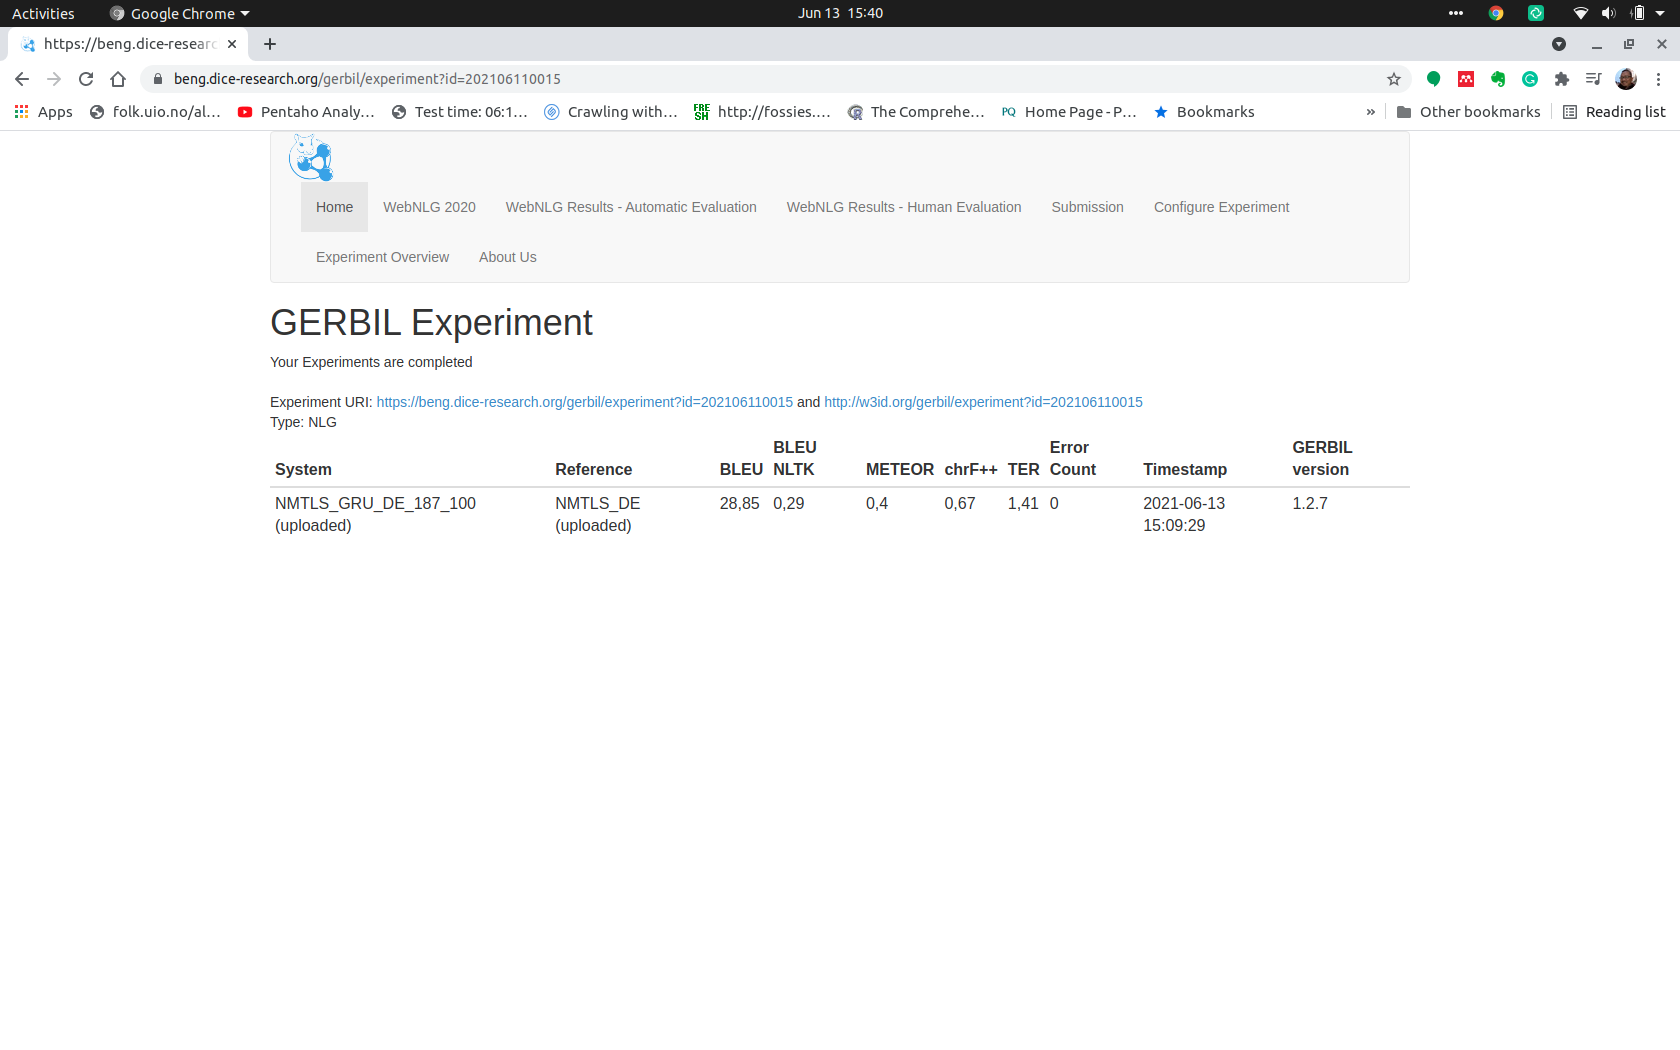 Activities Google Chrome Jun 13 15:40
https://beng.dice-researc
beng.dice-research.org/gerbil/experiment?id=202106110015
Apps folk.uio.no/al... Pentaho Analy... Test time: 06:1... Crawling with... FRE SH http://fossies.... The Comprehe... PQ Home Page - P... Bookmarks » Other bookmarks Reading list
Home WebNLG 2020 WebNLG Results - Automatic Evaluation WebNLG Results - Human Evaluation Submission Configure Experiment
Experiment Overview About Us
GERBIL Experiment
Your Experiments are completed
Experiment URI: https://beng.dice-research.org/gerbil/experiment?id=202106110015 and http://w3id.org/gerbil/experiment?id=202106110015
Type: NLG
BLEU Error GERBIL
System Reference BLEU NLTK METEOR chrF++ TER Count Timestamp version
NMTLS_GRU_DE_187_100 NMTLS_DE 28,85 0,29 0,4 0,67 1,41 0 2021-06-13 1.2.7
(uploaded) (uploaded) 15:09:29